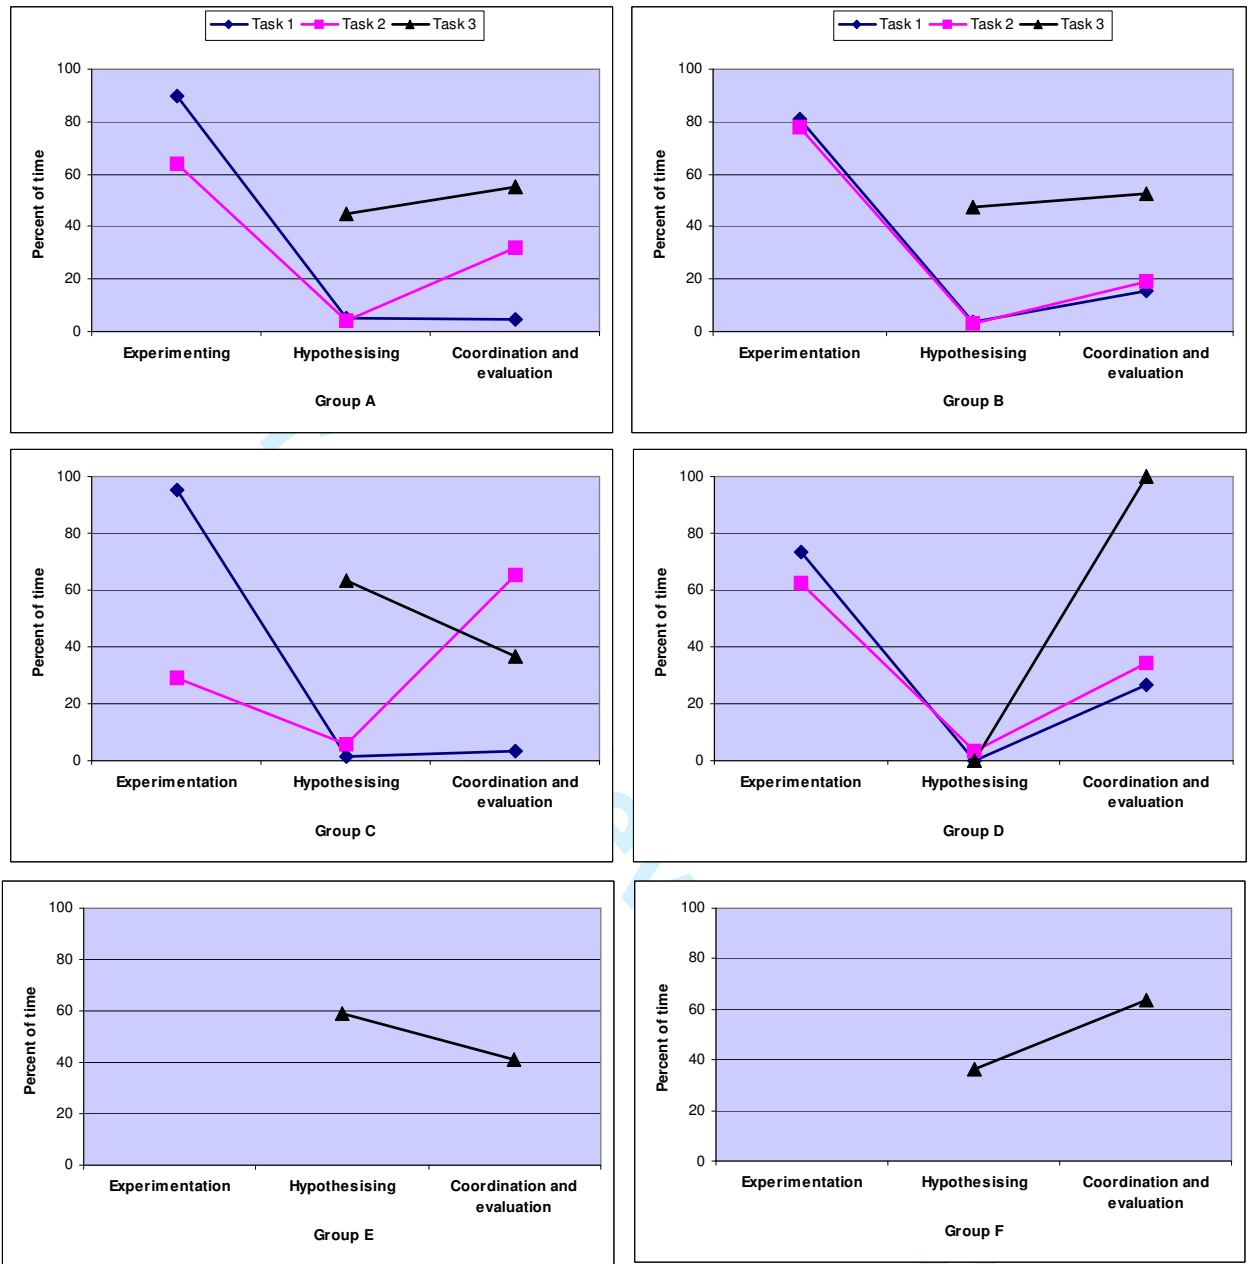 Task 1 Task 2 Task 3
100
80
60
40
20
0
Percent of time
Experimenting Hypothesising Coordination and
evaluation
Group A
Task 1 Task 2 Task 3
100
80
60
40
20
0
Percent of time
Experimentation Hypothesising Coordination and
evaluation
Group B
100
80
60
40
20
0
Percent of time
Experimentation Hypothesising Coordination and
evaluation
Group C
100
80
60
40
20
0
Percent of time
Experimentation Hypothesising Coordination and
evaluation
Group D
100
80
60
40
20
0
Percent of time
Experimentation Hypothesising Coordination and
evaluation
Group E
100
80
60
40
20
0
Percent of time
Experimentation Hypothesising Coordination and
evaluation
Group F